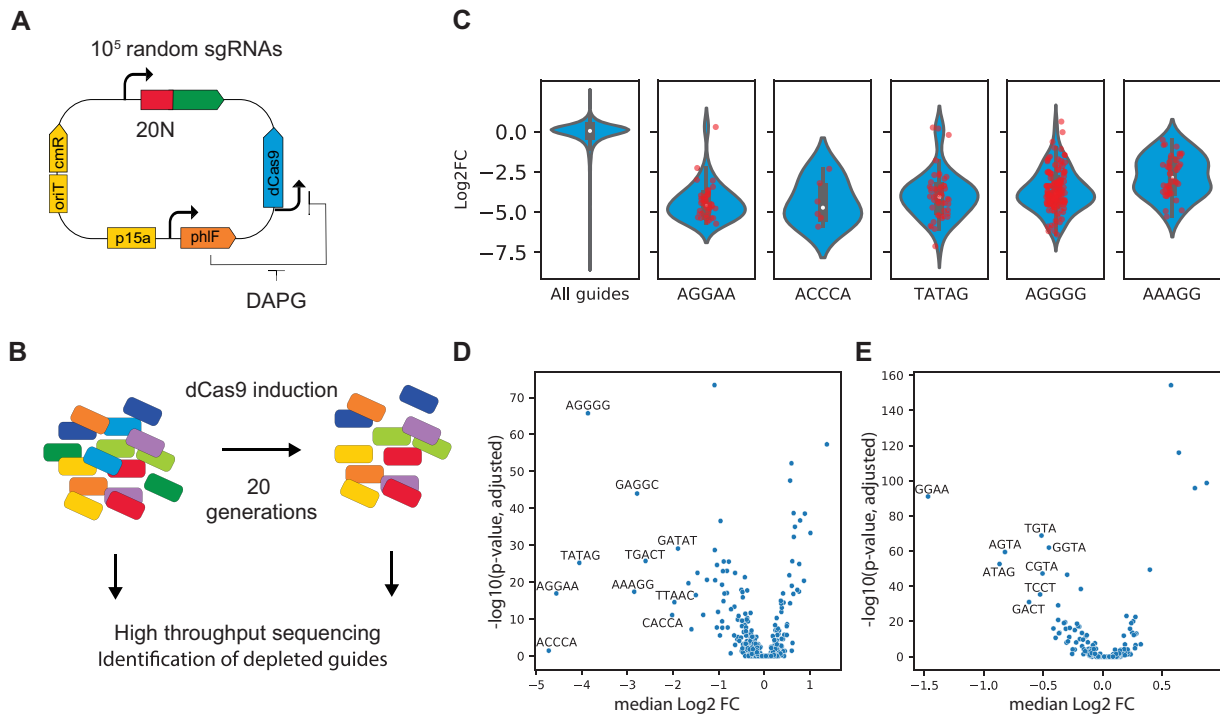 A
10⁵ random sgRNAs
20N
cmR
oriT
dCas9
p15a
phlF
DAPG
B
dCas9 induction
20
generations
High throughput sequencing
Identification of depleted guides
C
Log2FC
0.0
−2.5
−5.0
−7.5
All guides
AGGAA
ACCCA
TATAG
AGGGG
AAAGG
D
-log10(p-value, adjusted)
70
60
50
40
30
20
10
0
AGGGG
GAGGC
GATAT
TATAG
TGACT
AGGAA
AAAGG
TTAAC
CACCA
ACCCA
−5
−4
−3
−2
−1
0
1
median Log2 FC
E
-log10(p-value, adjusted)
160
140
120
100
80
60
40
20
0
GGAA
TGTA
AGTA
GGTA
ATAG
CGTA
TCCT
GACT
−1.5
−1.0
−0.5
0.0
0.5
median Log2 FC